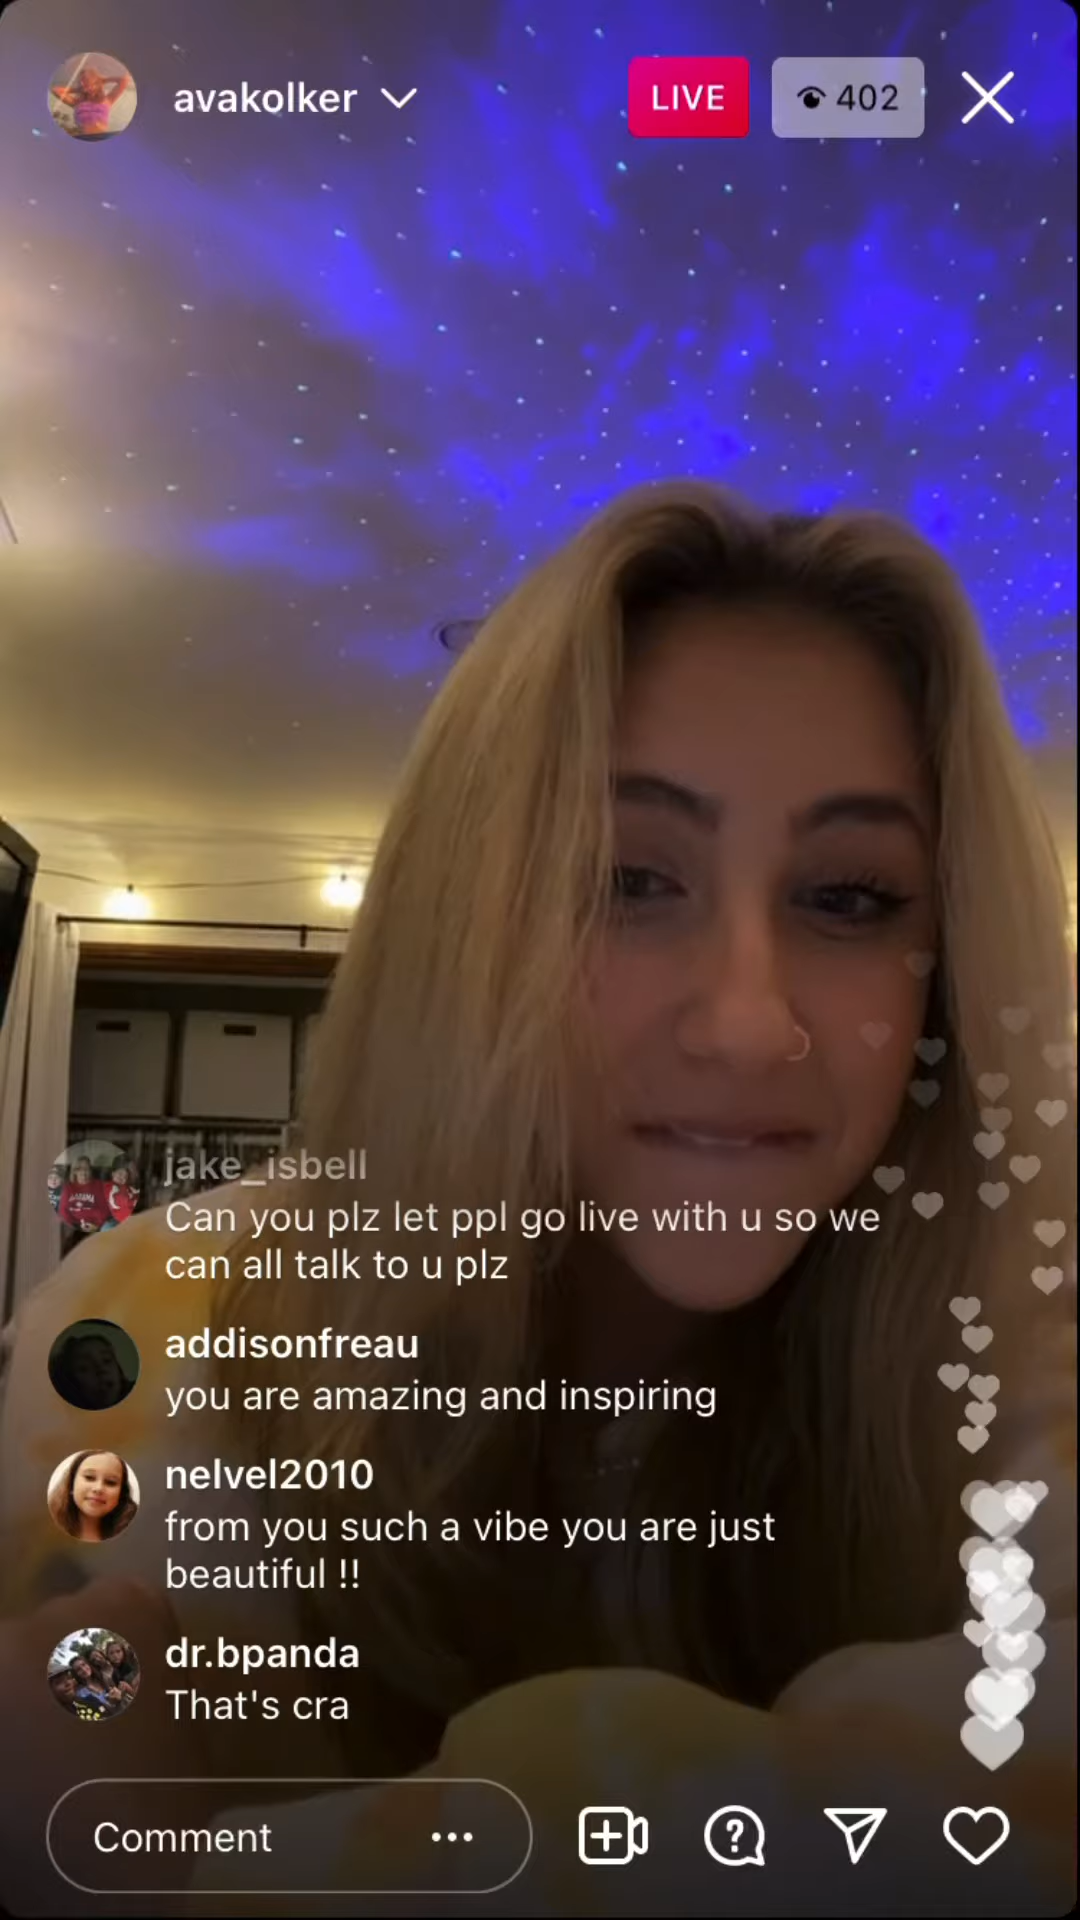 avakolker
LIVE
402
jake_isbell
Can you plz let ppl go live with u so we
can all talk to u plz
addisonfreau
you are amazing and inspiring
nelvel2010
from you such a vibe you are just
beautiful !!
dr.bpanda
That's cra
Comment